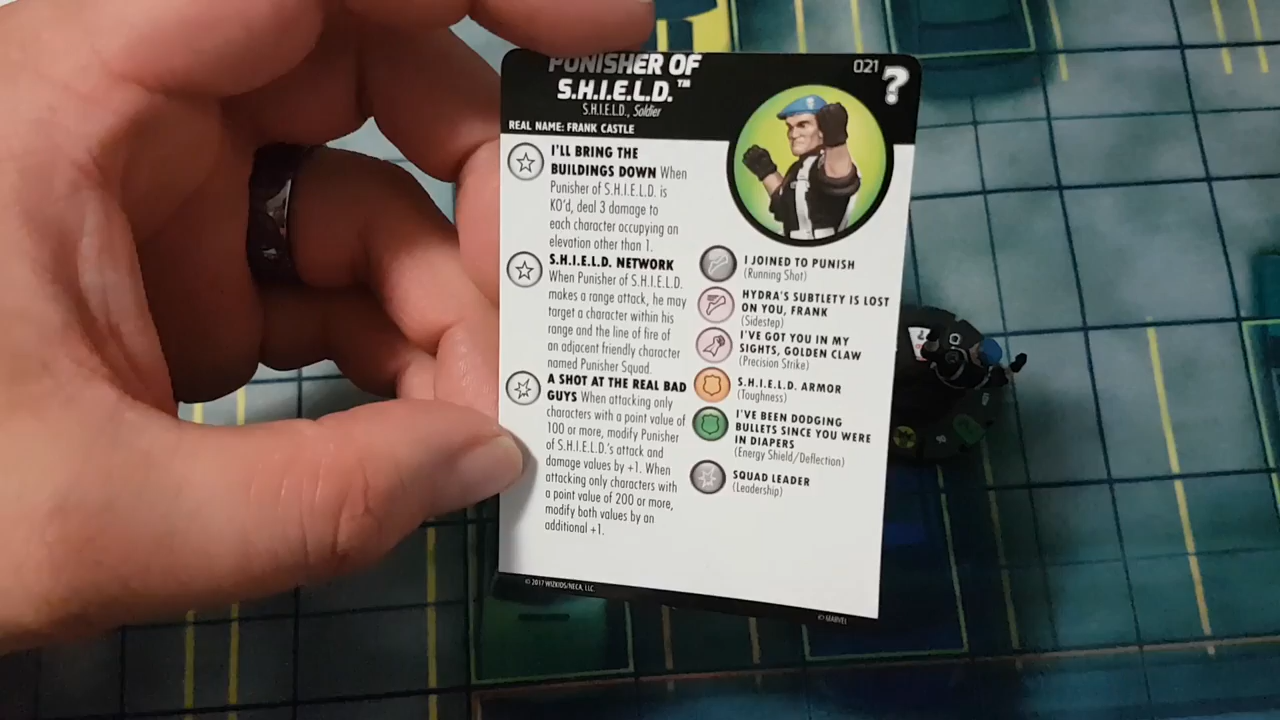 PUNISHER OF
S.H.I.E.L.D.™
S.H.I.E.L.D., Soldier
021
?
REAL NAME: FRANK CASTLE
I'LL BRING THE
BUILDINGS DOWN When
Punisher of S.H.I.E.L.D. is
KO'd, deal 3 damage to
each character occupying an
elevation other than 1.
S.H.I.E.L.D. NETWORK
When Punisher of S.H.I.E.L.D.
makes a range attack, he may
target a character within his
range and the line of fire of
an adjacent friendly character
named Punisher Squad.
A SHOT AT THE REAL BAD
GUYS When attacking only
characters with a point value of
100 or more, modify Punisher
of S.H.I.E.L.D.'s attack and
damage values by +1. When
attacking only characters with
a point value of 200 or more,
modify both values by an
additional +1.
I JOINED TO PUNISH
(Running Shot)
HYDRA'S SUBTLETY IS LOST
ON YOU, FRANK
(Sidestep)
I'VE GOT YOU IN MY
SIGHTS, GOLDEN CLAW
(Precision Strike)
S.H.I.E.L.D. ARMOR
(Toughness)
I'VE BEEN DODGING
BULLETS SINCE YOU WERE
IN DIAPERS
(Energy Shield/Deflection)
SQUAD LEADER
(Leadership)
© 2017 WIZKIDS/NECA, LLC.
© MARVEL